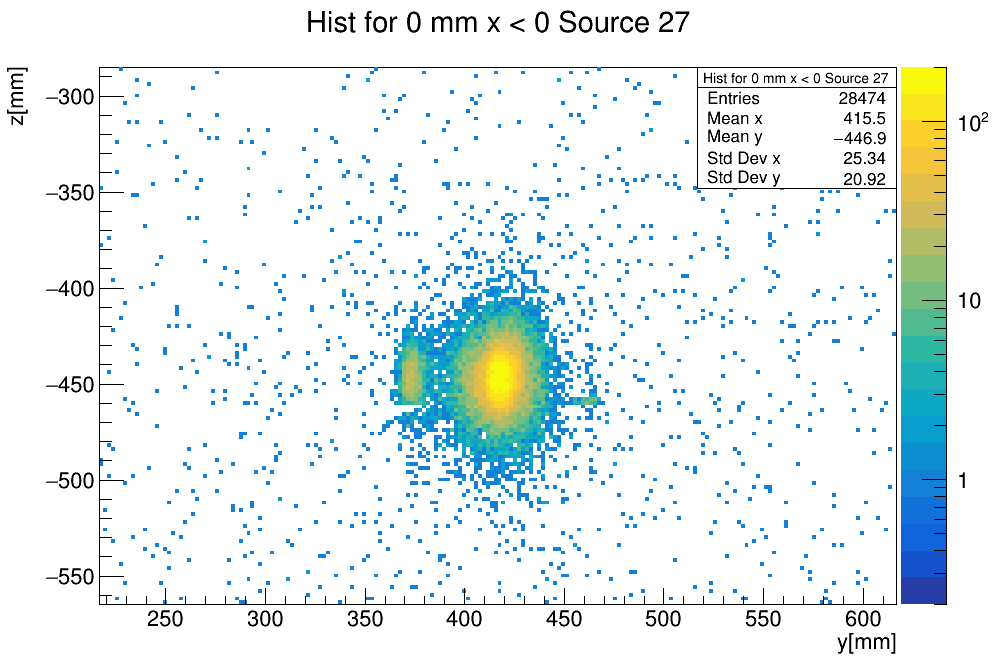 Hist for 0 mm x < 0 Source 27
z[mm]
−300
−350
−400
−450
−500
−550
Hist for 0 mm x < 0 Source 27
Entries 28474
Mean x 415.5
Mean y −446.9
Std Dev x 25.34
Std Dev y 20.92
10²
10
1
250 300 350 400 450 500 550 600
y[mm]